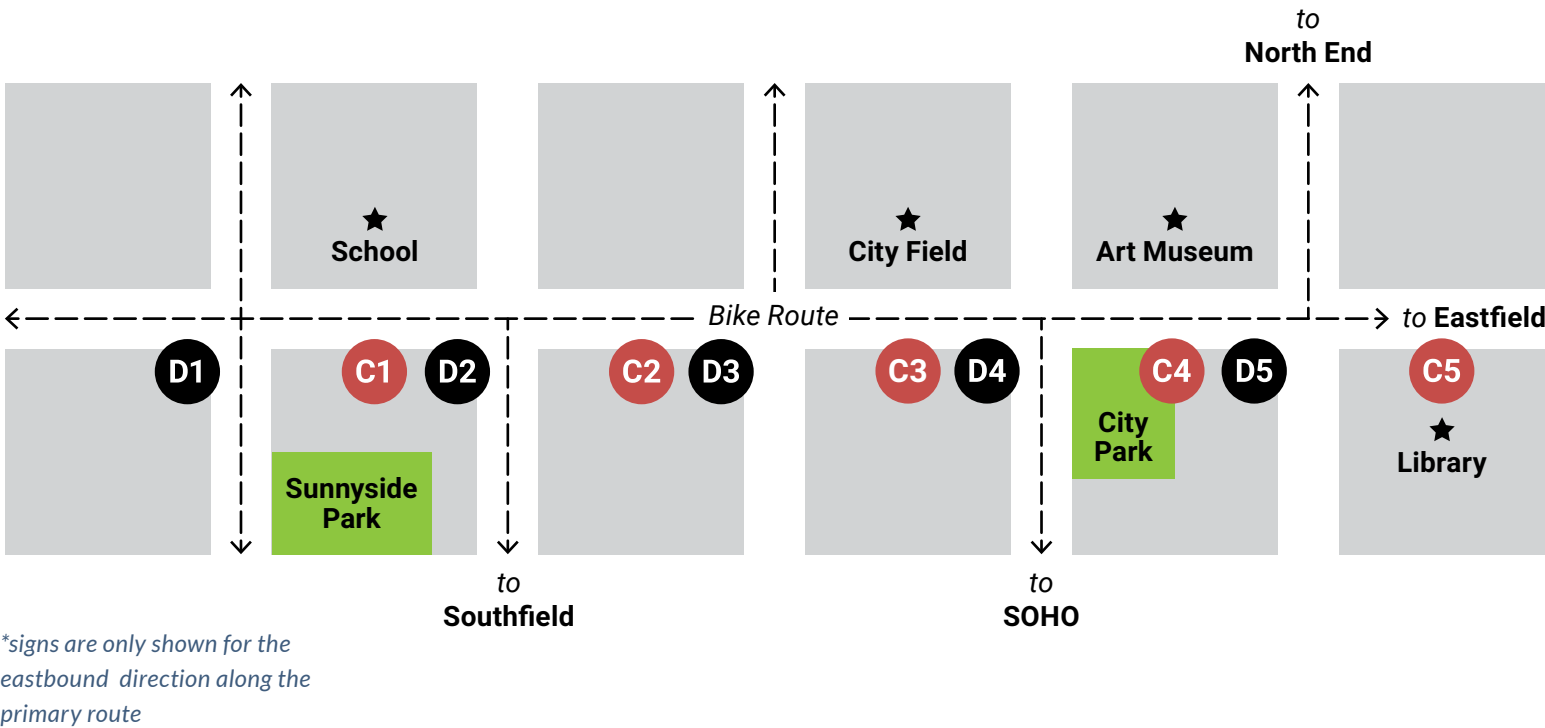 to
North End
School
City Field
Art Museum
Bike Route
to Eastfield
D1
C1
D2
C2
D3
C3
D4
C4
D5
C5
City
Park
Library
Sunnyside
Park
to
Southfield
to
SOHO
*signs are only shown for the
eastbound direction along the
primary route